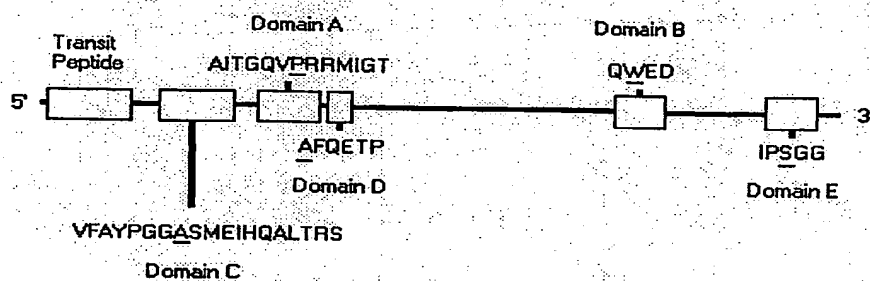 Domain A
Domain B
Transit
Peptide
AITGQVPRRMIGT
QWED
5'
3
AFQETP
IPSGG
Domain D
Domain E
VFAYPGGASMEIHQALTRS
Domain C